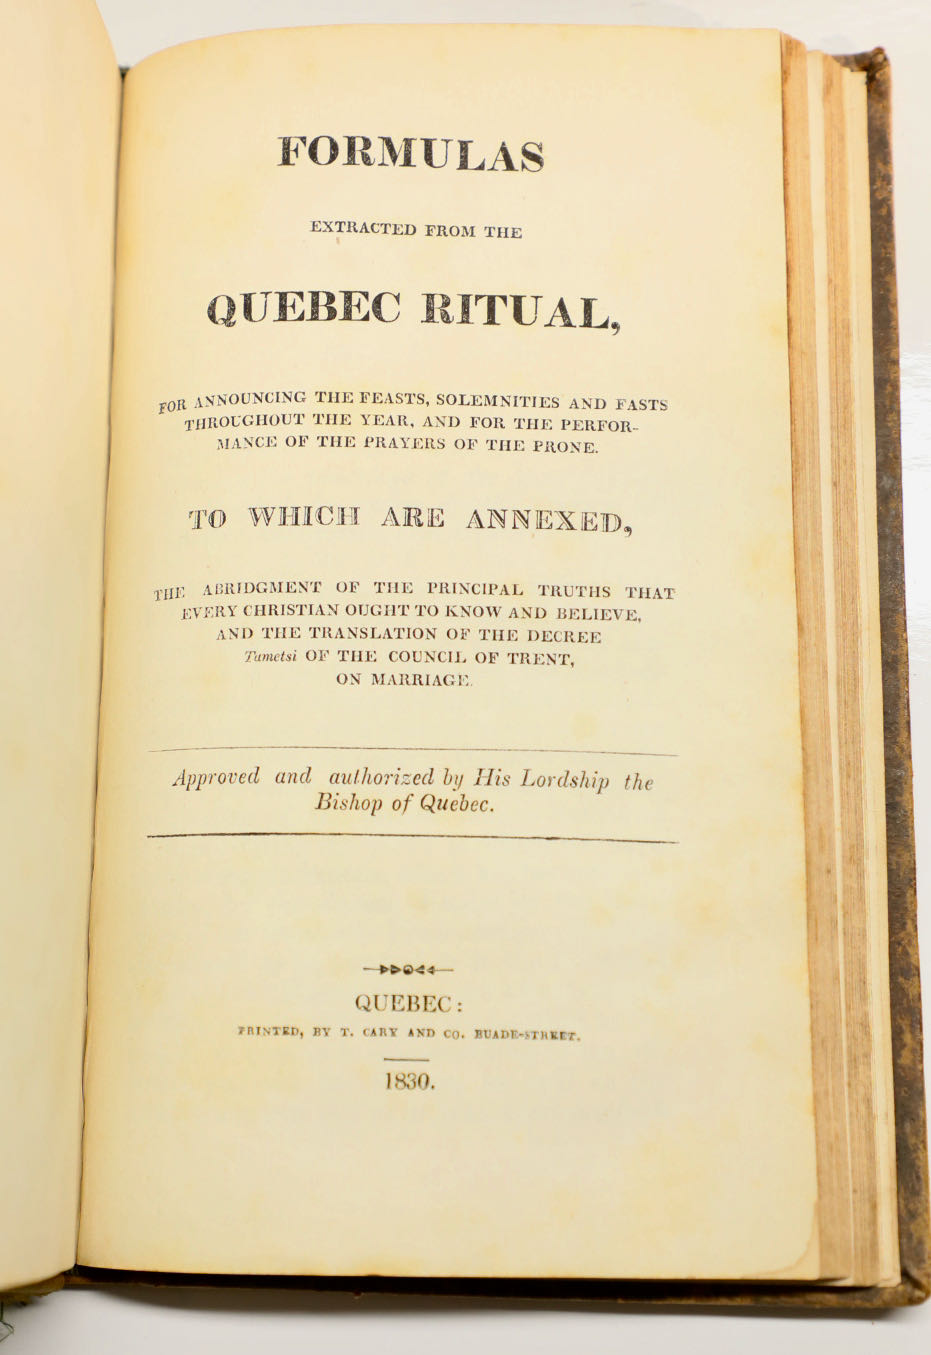 FORMULAS
EXTRACTED FROM THE
QUEBEC RITUAL,
FOR ANNOUNCING THE FEASTS, SOLEMNITIES AND FASTS
THROUGHOUT THE YEAR, AND FOR THE PERFOR-
MANCE OF THE PRAYERS OF THE PRONE.
TO WHICH ARE ANNEXED,
THE ABRIDGMENT OF THE PRINCIPAL TRUTHS THAT
EVERY CHRISTIAN OUGHT TO KNOW AND BELIEVE,
AND THE TRANSLATION OF THE DECREE
Tametsi OF THE COUNCIL OF TRENT,
ON MARRIAGE.
Approved and authorized by His Lordship the
Bishop of Quebec.
QUEBEC:
PRINTED, BY T. CARY AND CO. BUADE-STREET.
1830.